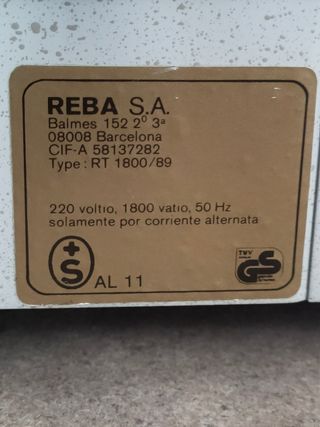 REBA S.A.
Balmes 152 2º 3ª
08008 Barcelona
CIF-A 58137282
Type: RT 1800/89
220 voltio, 1800 vatio, 50 Hz
solamente por corriente alternata
+S AL 11
GS